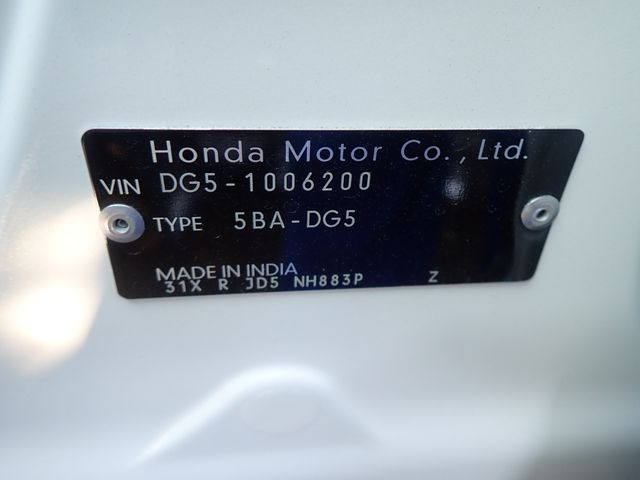 Honda Motor Co., Ltd.
VIN DG5-1006200
TYPE 5BA-DG5
MADE IN INDIA
31X R JD5 NH883P Z